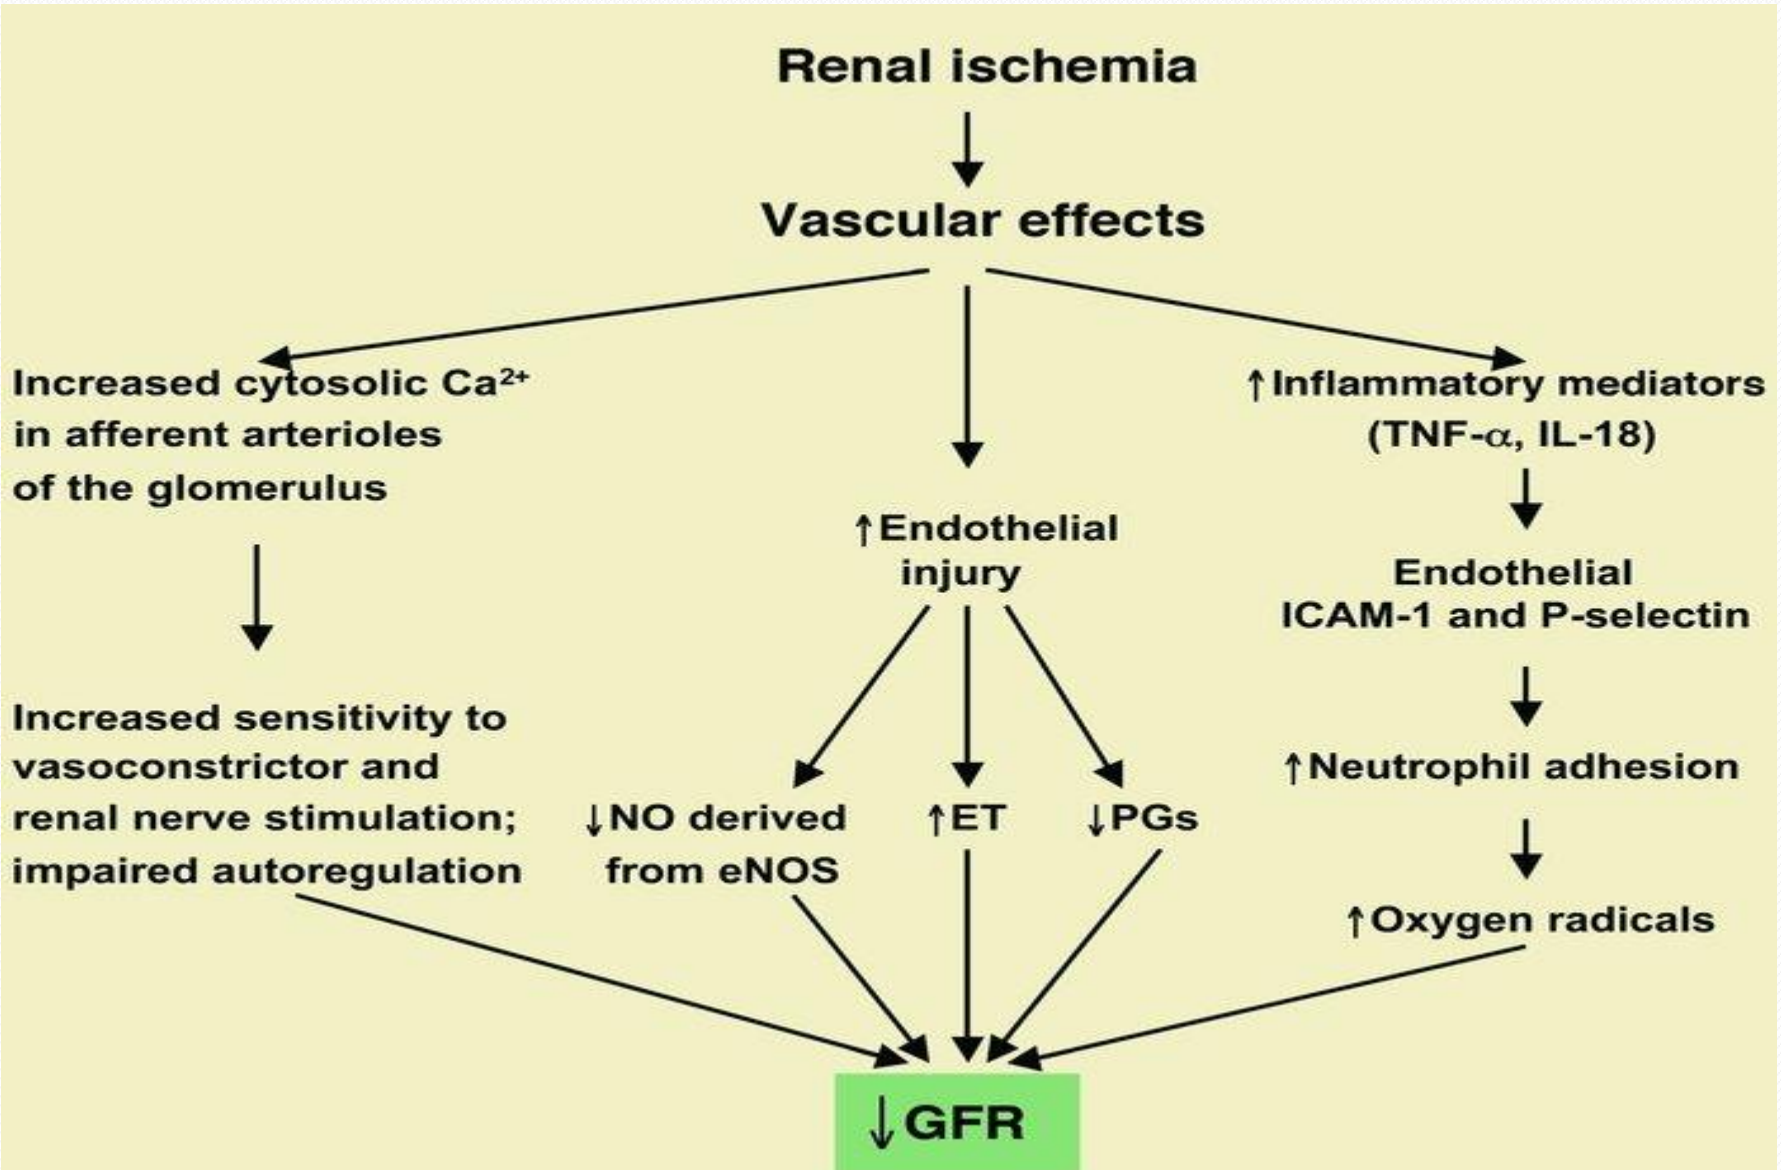 Renal ischemia
Vascular effects
Increased cytosolic Ca²⁺
in afferent arterioles
of the glomerulus
↑Inflammatory mediators
(TNF-α, IL-18)
↑Endothelial
injury
Endothelial
ICAM-1 and P-selectin
Increased sensitivity to
vasoconstrictor and
renal nerve stimulation;
impaired autoregulation
↓NO derived
from eNOS
↑ET
↓PGs
↑Neutrophil adhesion
↑Oxygen radicals
↓GFR